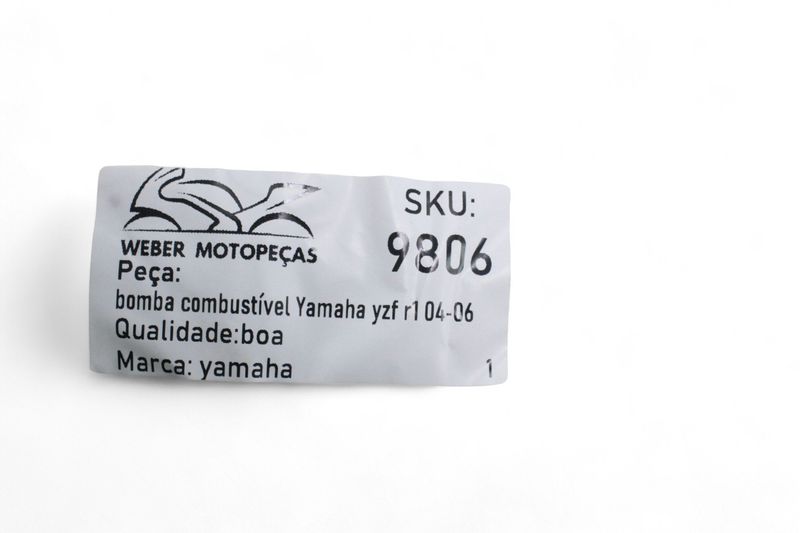 WEBER MOTOPEÇAS
SKU:
9806
Peça:
bomba combustível Yamaha yzf r1 04-06
Qualidade:boa
Marca: yamaha
1